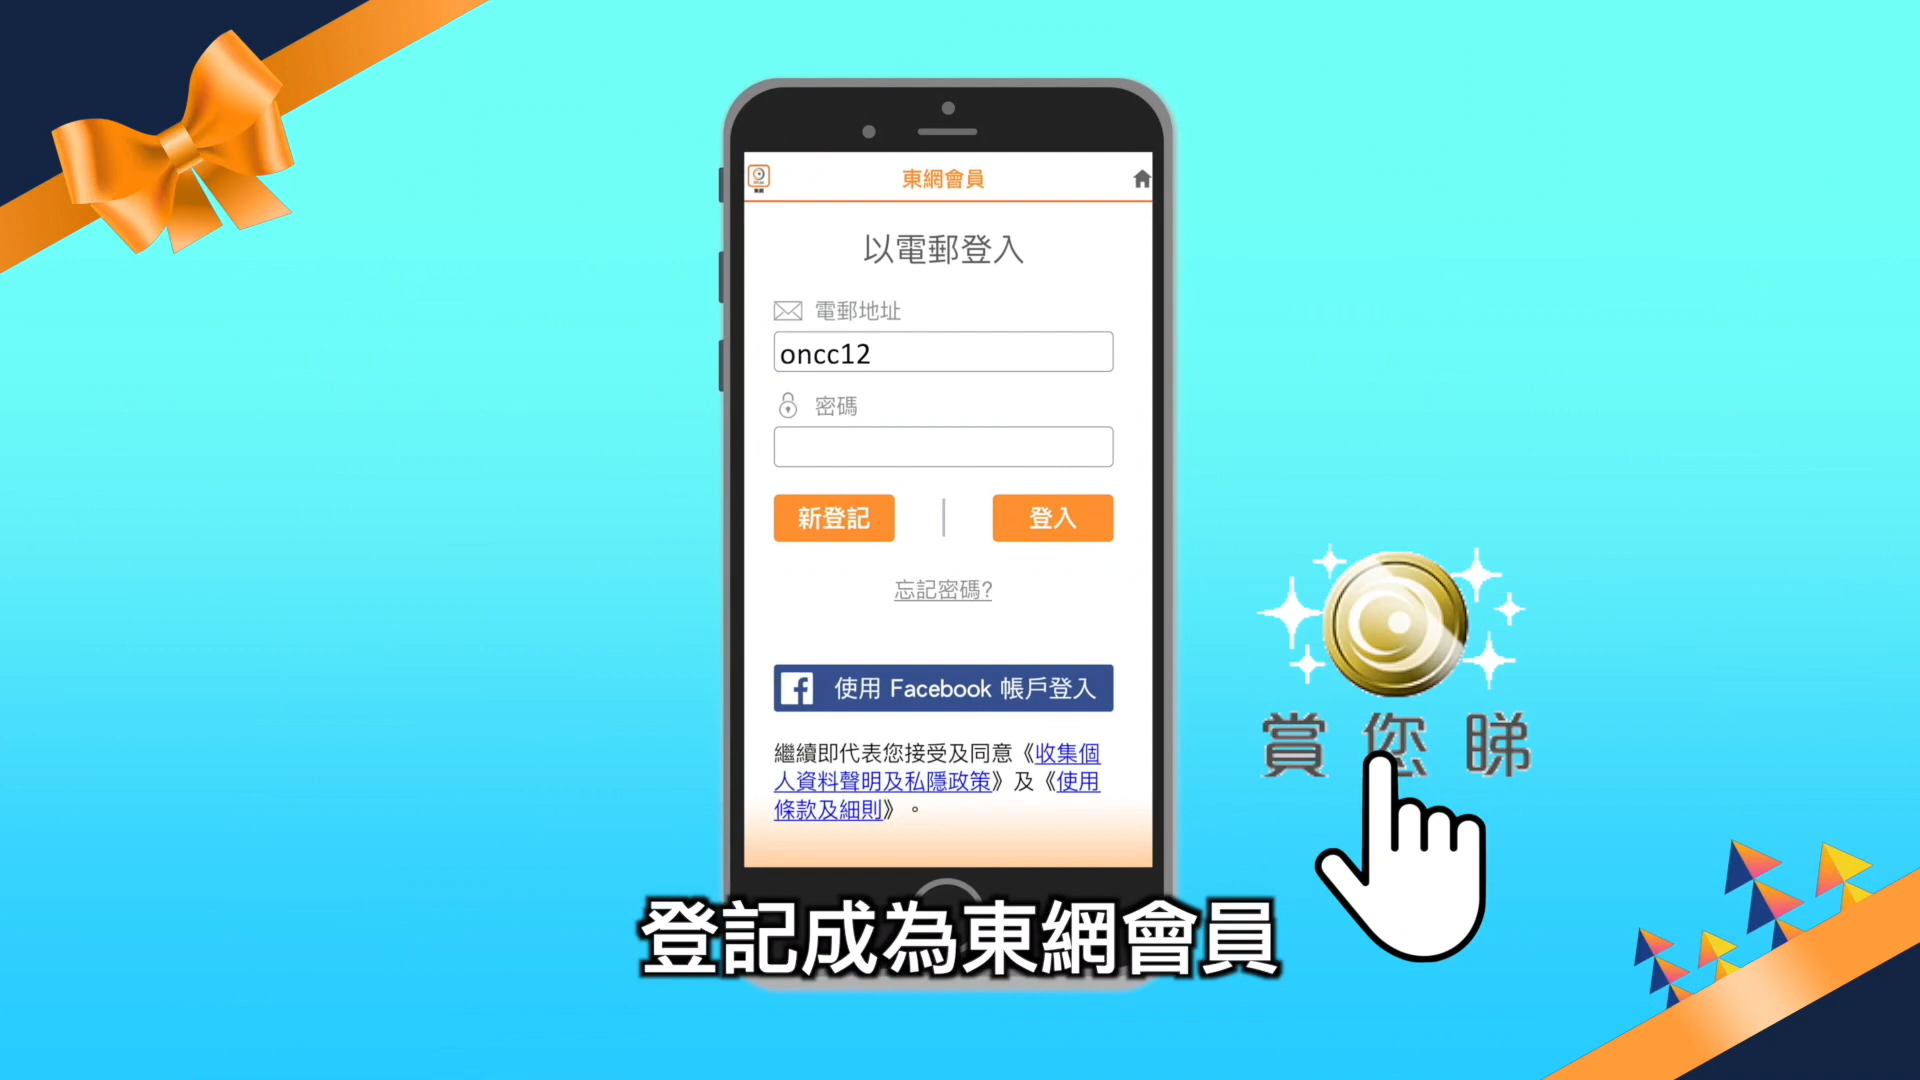 東網會員
以電郵登入
電郵地址
oncc12
密碼
新登記
登入
忘記密碼?
使用 Facebook 帳戶登入
繼續即代表您接受及同意《收集個
人資料聲明及私隱政策》及《使用
條款及細則》。
賞您睇
登記成為東網會員